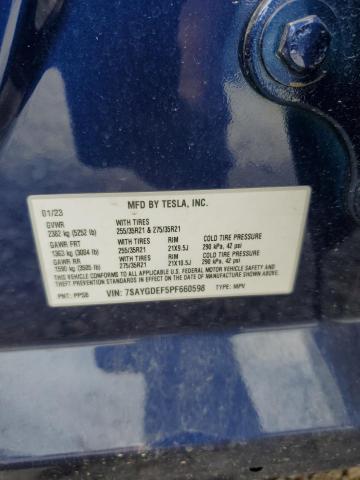 MFD BY TESLA, INC.
01/23
GVWR WITH TIRES
2382 kg (5252 lb) 255/35R21 & 275/35R21
GAWR FRT WITH TIRES RIM COLD TIRE PRESSURE
1363 kg (3004 lb) 255/35R21 21X9.5J 290 kPa, 42 psi
GAWR RR WITH TIRES RIM COLD TIRE PRESSURE
1590 kg (3505 lb) 275/35R21 21X10.5J 290 kPa, 42 psi
THIS VEHICLE CONFORMS TO ALL APPLICABLE FEDERAL MOTOR VEHICLE SAFETY
THEFT PREVENTION STANDARDS IN EFFECT ON THE DATE OF MANUFACTURE SHOWN ABOVE.
PNT: PPSB VIN: 7SAYGDEF5PF660598 TYPE: MPV